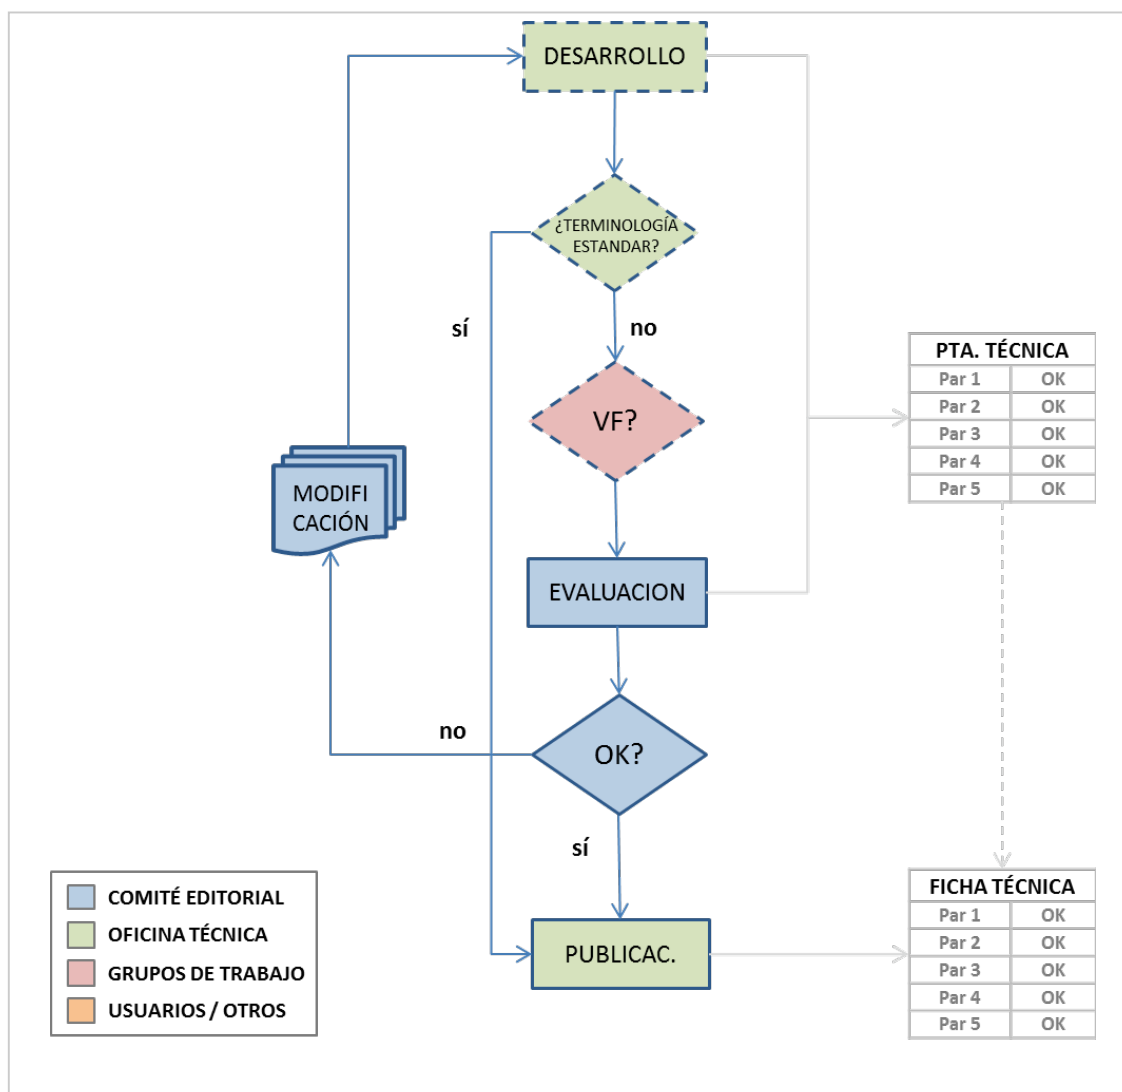 DESARROLLO
¿TERMINOLOGÍA
ESTANDAR?
sí
no
VF?
MODIFI
CACIÓN
EVALUACION
no
OK?
sí
PUBLICAC.
PTA. TÉCNICA
Par 1 OK
Par 2 OK
Par 3 OK
Par 4 OK
Par 5 OK
FICHA TÉCNICA
Par 1 OK
Par 2 OK
Par 3 OK
Par 4 OK
Par 5 OK
COMITÉ EDITORIAL
OFICINA TÉCNICA
GRUPOS DE TRABAJO
USUARIOS / OTROS